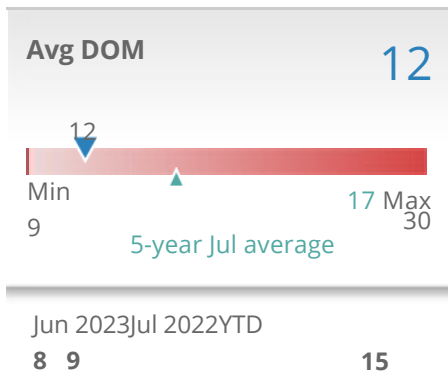 Avg DOM 12
12
Min 17 Max
9 30
5-year Jul average
Jun 2023Jul 2022YTD
8 9 15